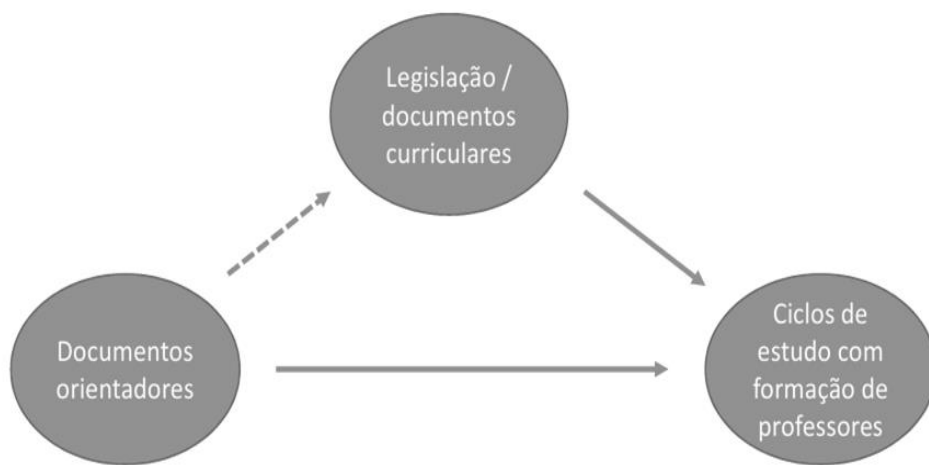 Legislação /
documentos
curriculares
Documentos
orientadores
Ciclos de
estudo com
formação de
professores